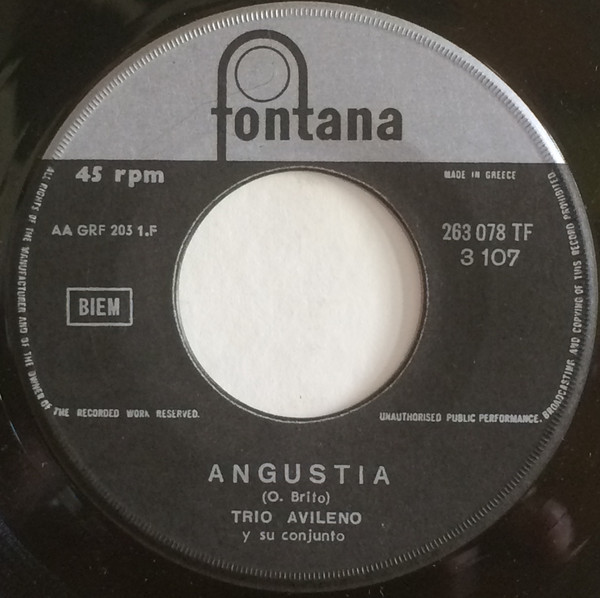 fontana
45 rpm
MADE IN GREECE
AA GRF 203 1.F
263 078 TF
3 107
BIEM
ALL RIGHTS OF THE MANUFACTURER AND OF THE OWNER OF THE RECORDED WORK RESERVED.
UNAUTHORISED PUBLIC PERFORMANCE, BROADCASTING AND COPYING OF THIS RECORD PROHIBITED
ANGUSTIA
(O. Brito)
TRIO AVILENO
y su conjunto